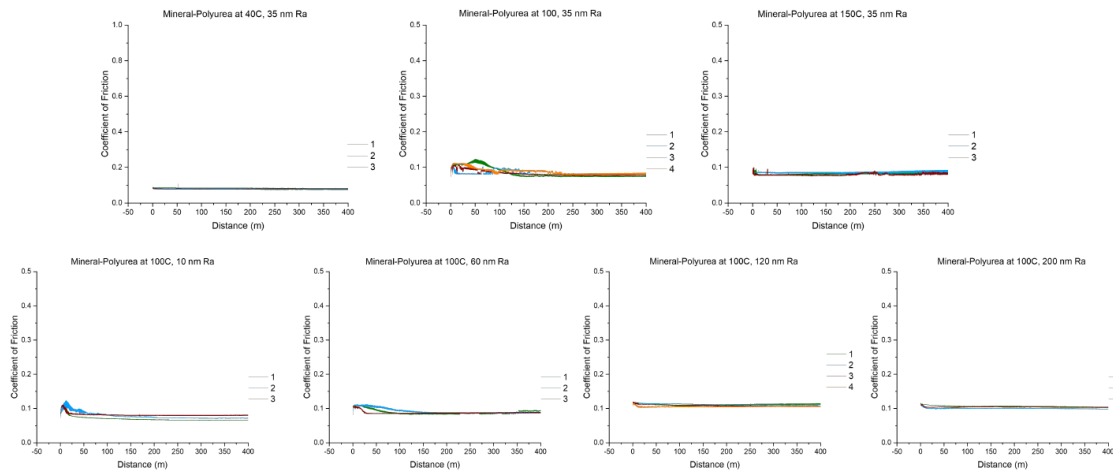 Mineral-Polyurea at 40C, 35 nm Ra
1.0
0.8
0.6
0.4
0.2
0.0
Coefficient of Friction
-50 0 50 100 150 200 250 300 350 400
Distance (m)
1
2
3
Mineral-Polyurea at 100, 35 nm Ra
0.5
0.4
0.3
0.2
0.1
0.0
Coefficient of Friction
-50 0 50 100 150 200 250 300 350 400
Distance (m)
1
2
3
4
Mineral-Polyurea at 150C, 35 nm Ra
0.5
0.4
0.3
0.2
0.1
0.0
Coefficient of Friction
-50 0 50 100 150 200 250 300 350 400
Distance (m)
1
2
3
Mineral-Polyurea at 100C, 10 nm Ra
0.5
0.4
0.3
0.2
0.1
0.0
Coefficient of Friction
-50 0 50 100 150 200 250 300 350 400
Distance (m)
1
2
3
Mineral-Polyurea at 100C, 60 nm Ra
0.5
0.4
0.3
0.2
0.1
0.0
Coefficient of Friction
-50 0 50 100 150 200 250 300 350 400
Distance (m)
1
2
3
Mineral-Polyurea at 100C, 120 nm Ra
0.5
0.4
0.3
0.2
0.1
0.0
Coefficient of Friction
-50 0 50 100 150 200 250 300 350 400
Distance (m)
1
2
3
4
Mineral-Polyurea at 100C, 200 nm Ra
0.5
0.4
0.3
0.2
0.1
0.0
Coefficient of Friction
-50 0 50 100 150 200 250 300 350 400
Distance (m)